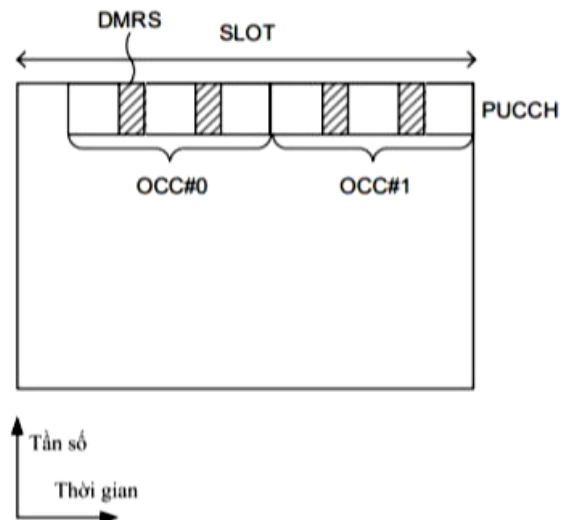 DMRS
SLOT
PUCCH
OCC#0
OCC#1
Tần số
Thời gian